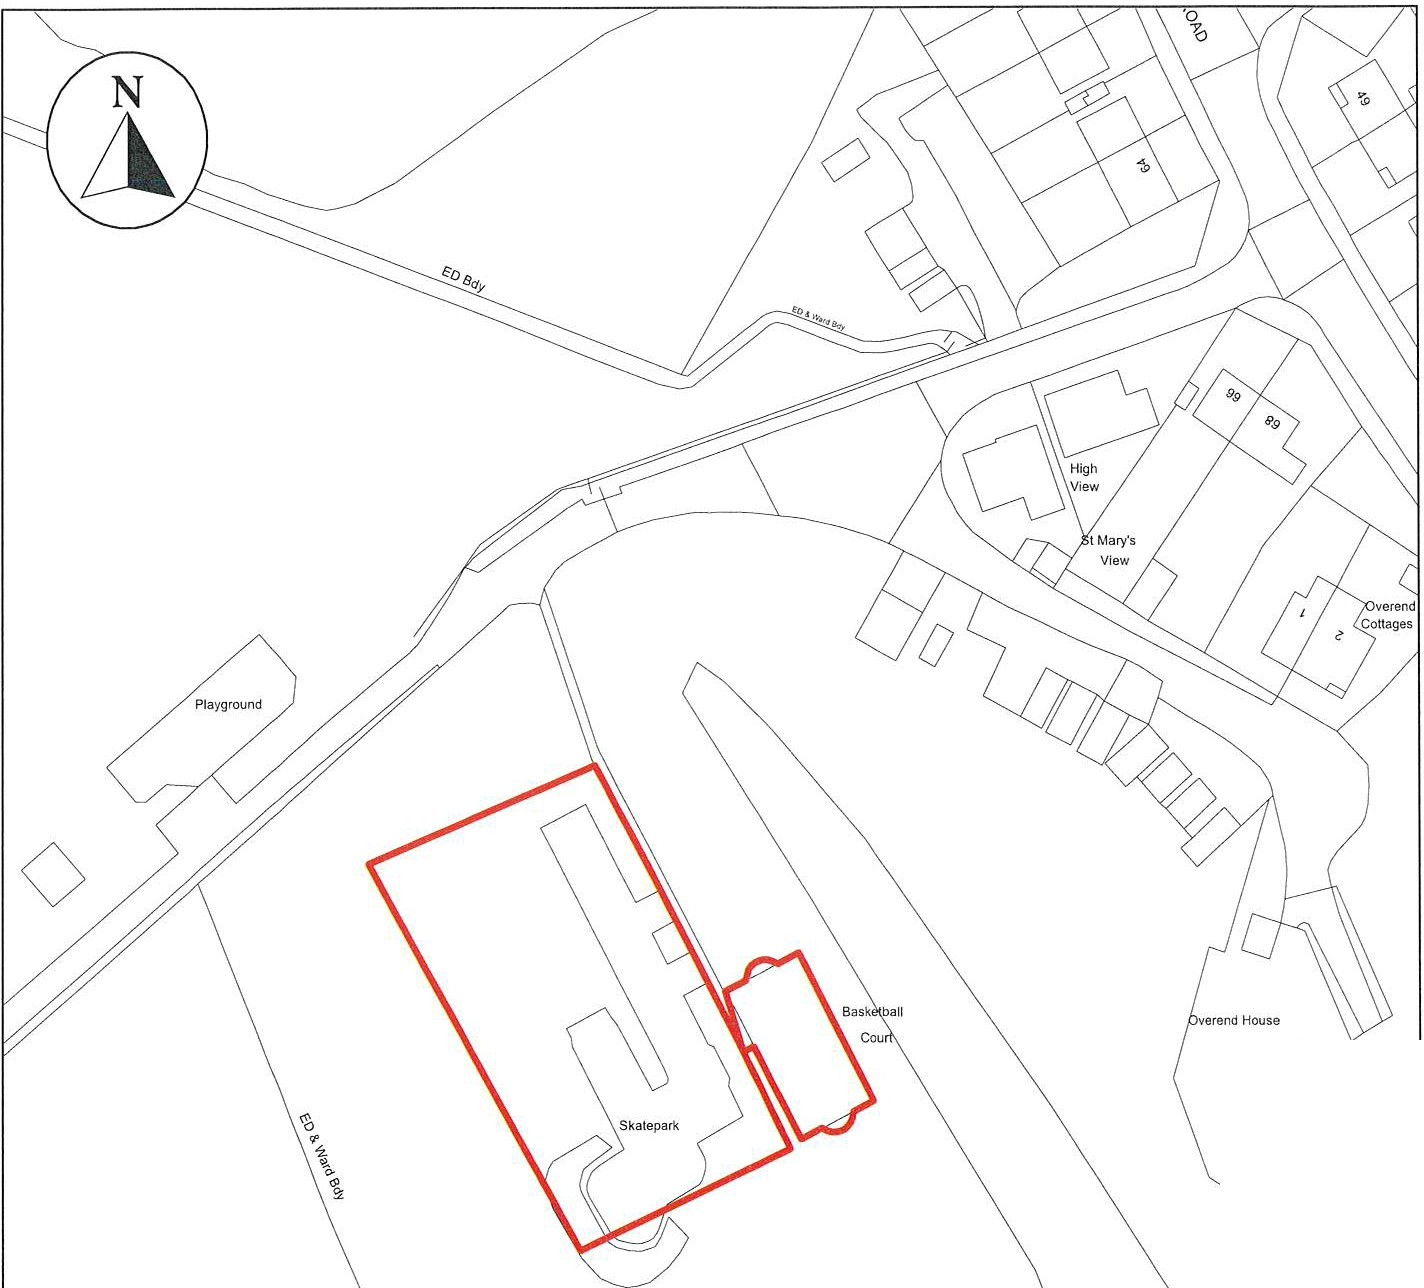 N
OAD
49
64
ED Bdy
ED & Ward Bdy
66
68
High
View
St Mary's
View
1
2
Overend
Cottages
Playground
Basketball
Court
Overend House
Skatepark
ED & Ward Bdy